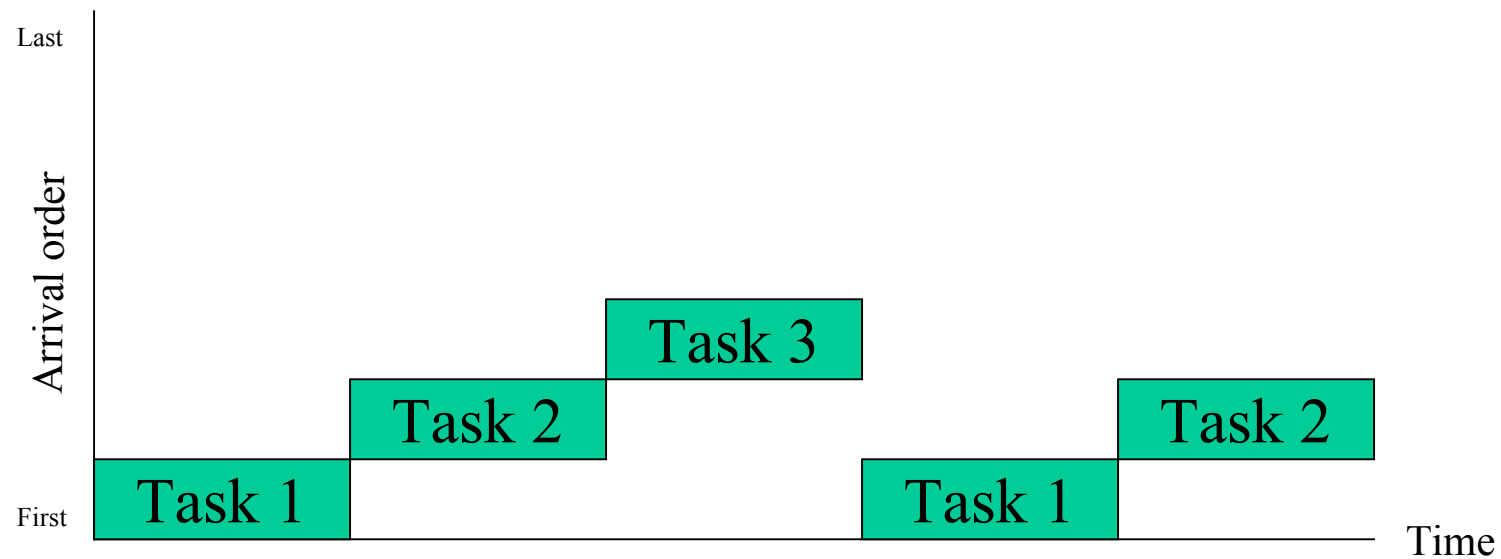 Last
Arrival order
Task 3
Task 2
Task 2
Task 1
Task 1
First
Time